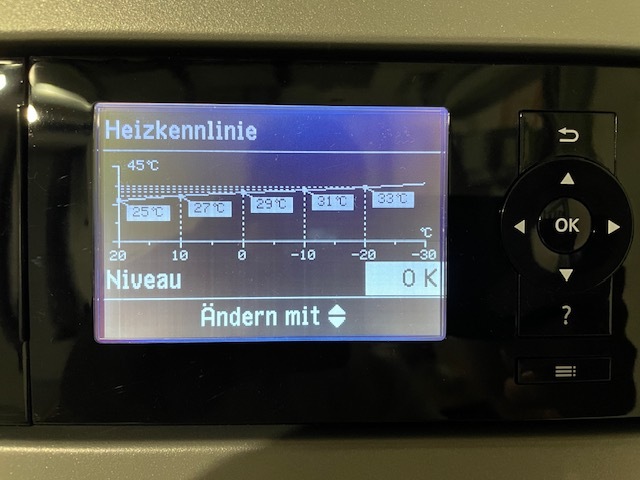 Heizkennlinie
45°C
25°C 27°C 29°C 31°C 33°C
°C
20 10 0 -10 -20 -30
Niveau 0 K
Ändern mit
OK
?